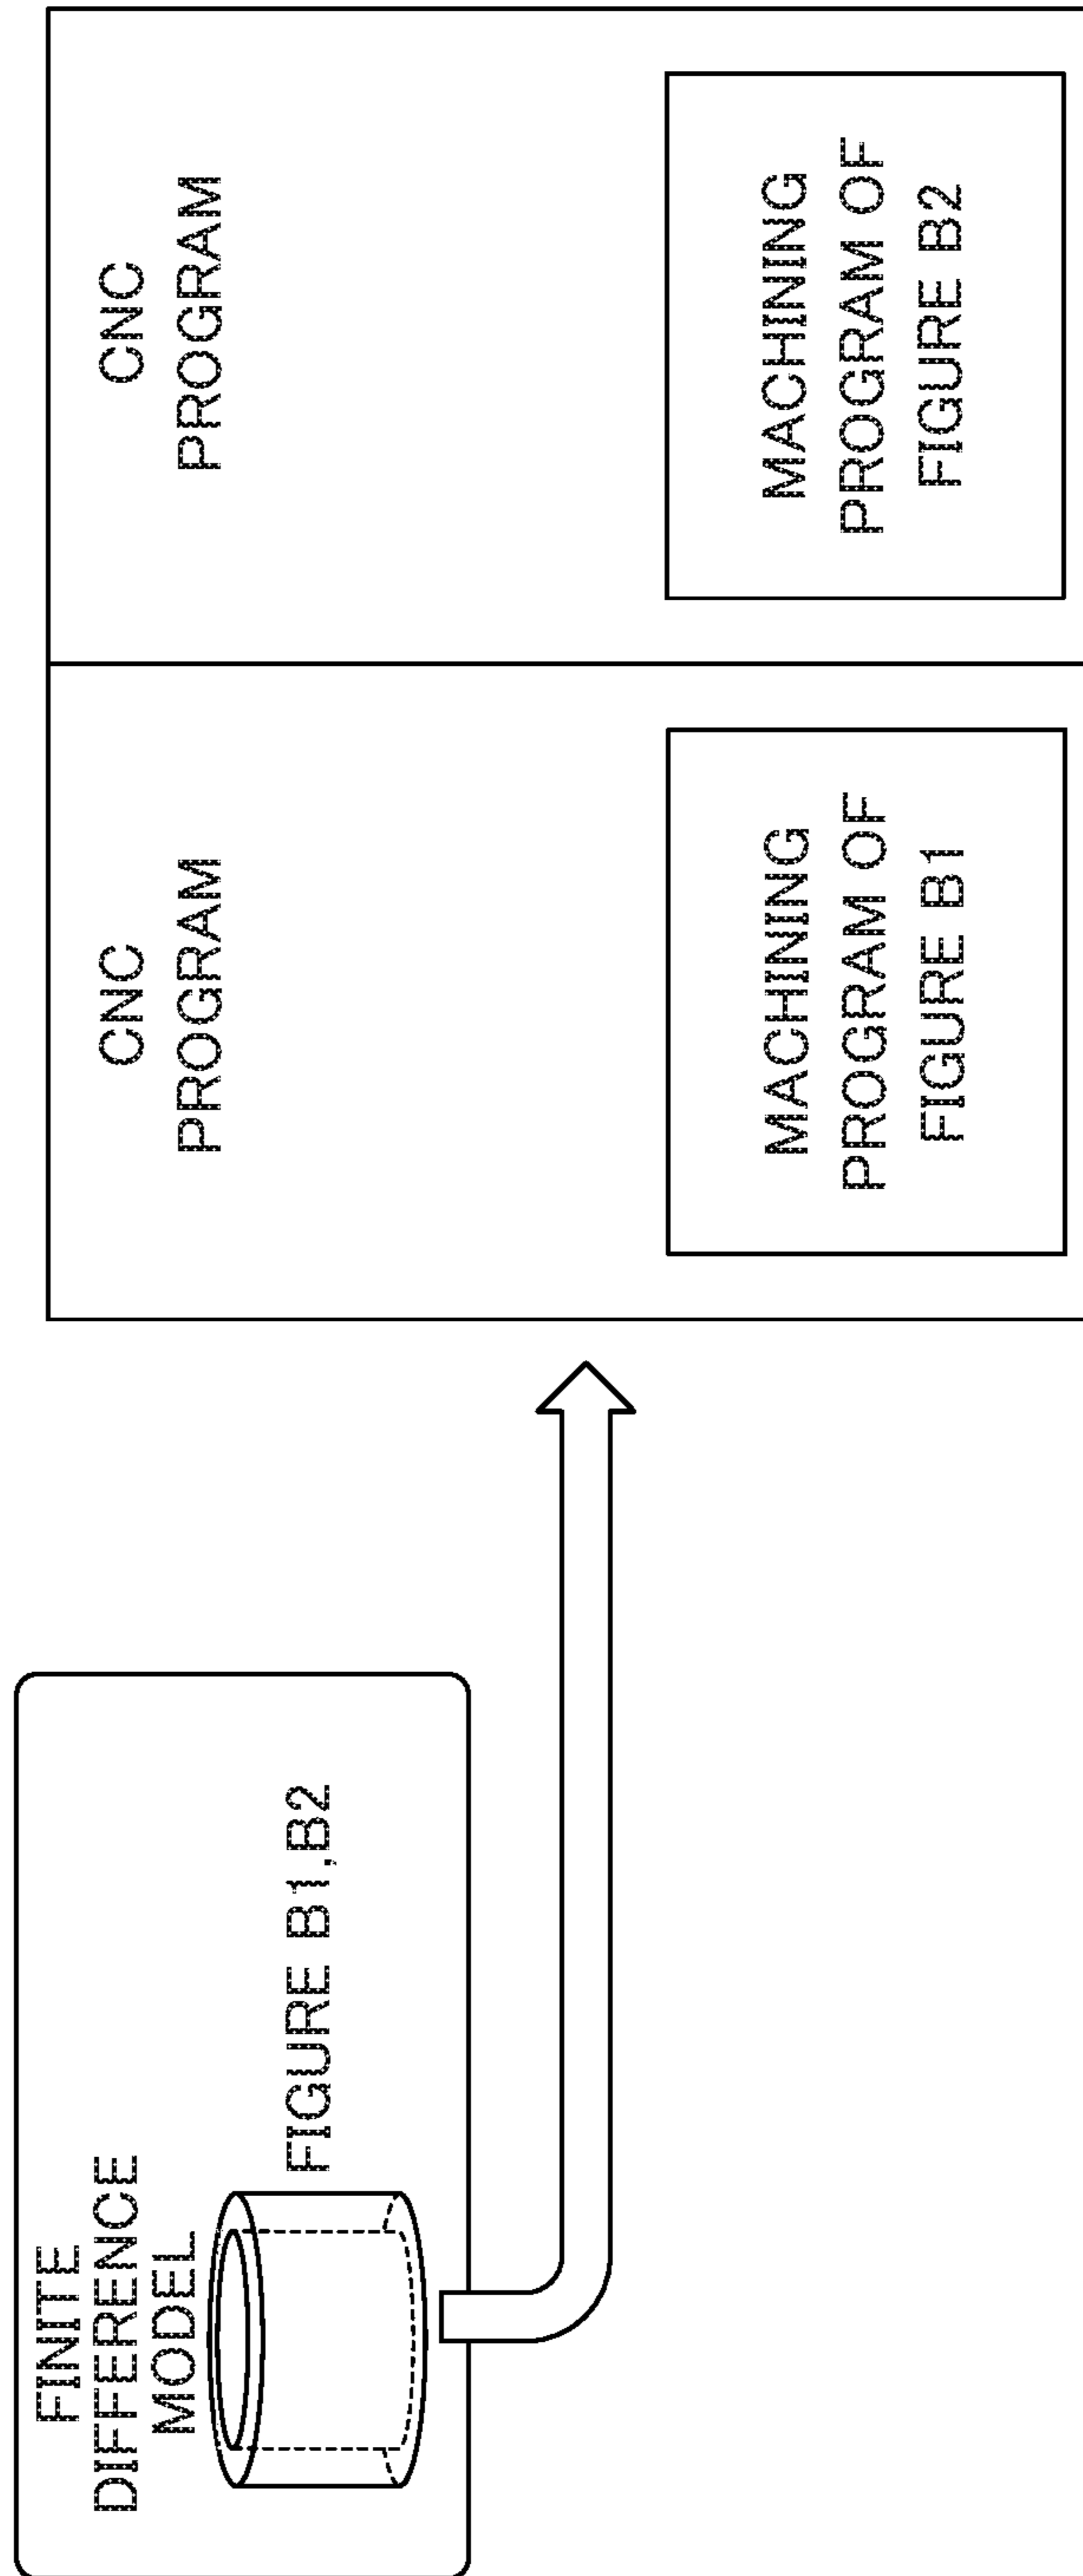 FINITE
DIFFERENCE
MODEL
FIGURE B1,B2
CNC
PROGRAM
MACHINING
PROGRAM OF
FIGURE B1
CNC
PROGRAM
MACHINING
PROGRAM OF
FIGURE B2